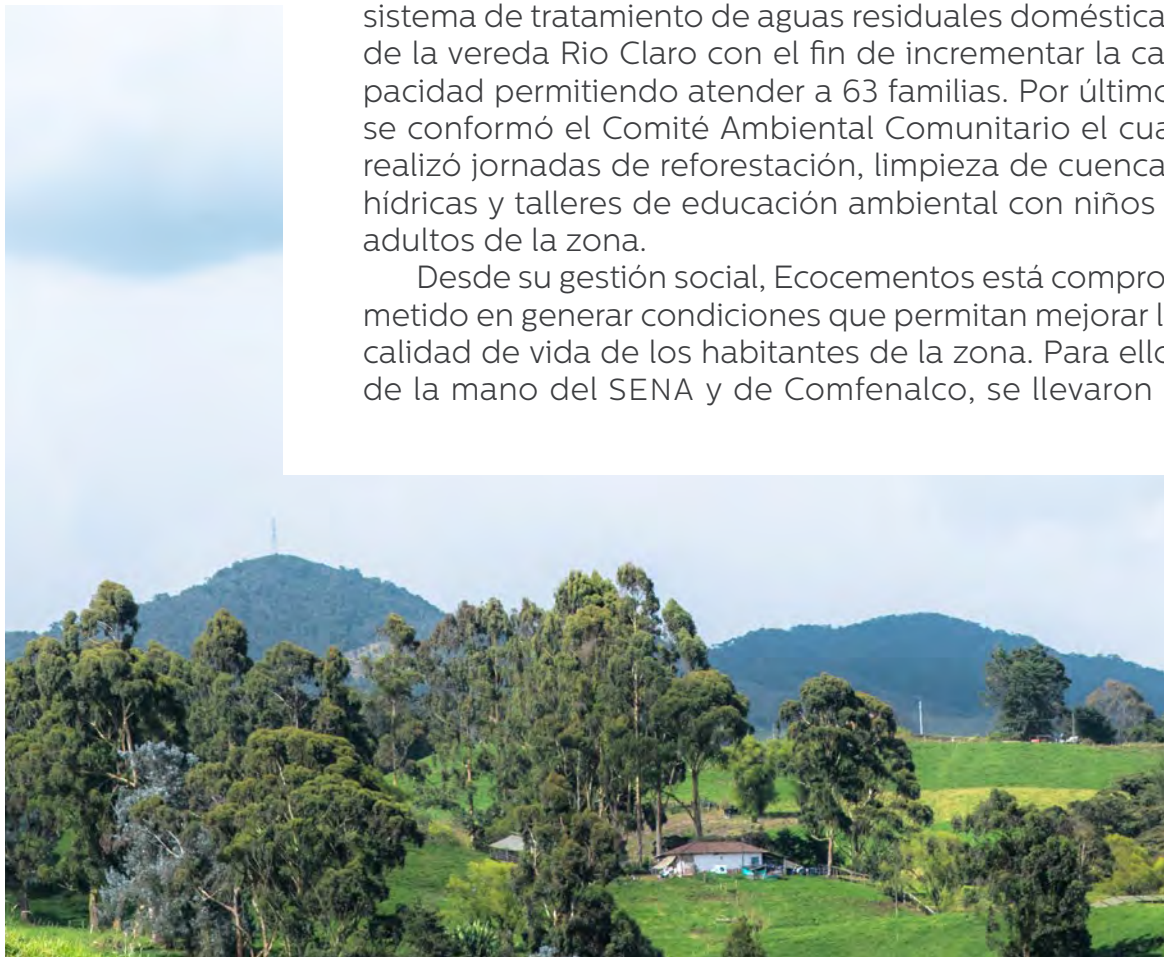 sistema de tratamiento de aguas residuales doméstica
de la vereda Rio Claro con el fin de incrementar la ca
pacidad permitiendo atender a 63 familias. Por último
se conformó el Comité Ambiental Comunitario el cua
realizó jornadas de reforestación, limpieza de cuenca
hídricas y talleres de educación ambiental con niños
adultos de la zona.
Desde su gestión social, Ecocementos está compro
metido en generar condiciones que permitan mejorar l
calidad de vida de los habitantes de la zona. Para ello
de la mano del SENA y de Comfenalco, se llevaron